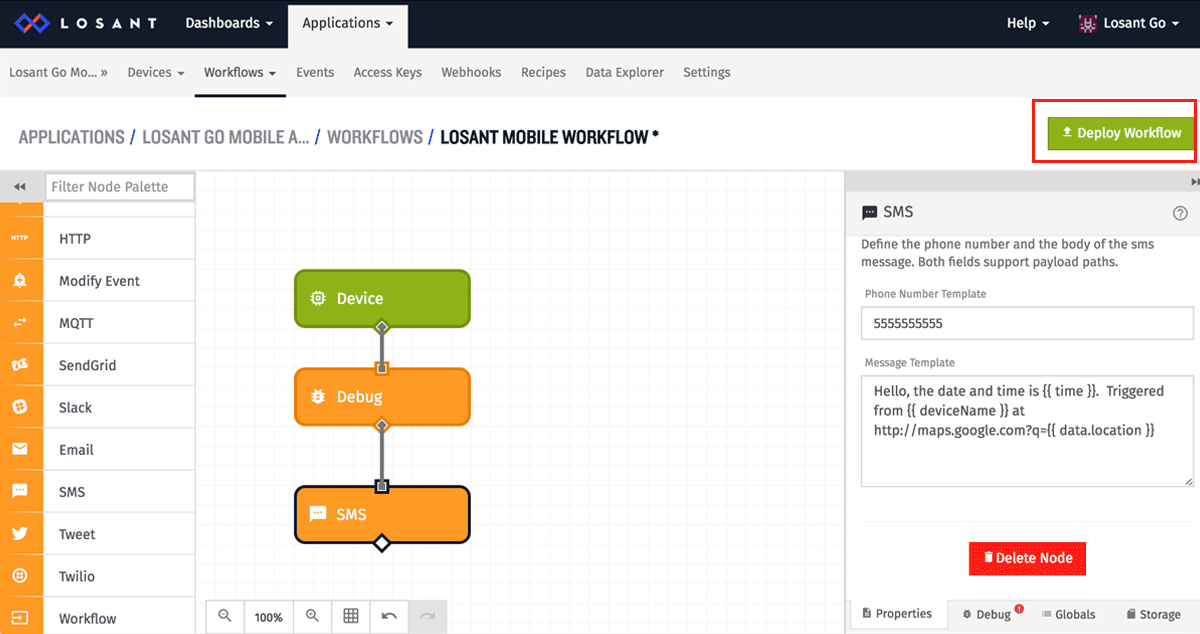 LOSANT Dashboards Applications Help Losant Go
Losant Go Mo... » Devices Workflows Events Access Keys Webhooks Recipes Data Explorer Settings
APPLICATIONS / LOSANT GO MOBILE A... / WORKFLOWS / LOSANT MOBILE WORKFLOW *
Deploy Workflow
Filter Node Palette
HTTP HTTP
Modify Event
MQTT
SendGrid
Slack
Email
SMS
Tweet
Twilio
Workflow
Device
Debug
SMS
100%
SMS
Define the phone number and the body of the sms
message. Both fields support payload paths.
Phone Number Template
5555555555
Message Template
Hello, the date and time is {{ time }}.  Triggered
from {{ deviceName }} at
http://maps.google.com?q={{ data.location }}
Delete Node
Properties Debug ! Globals Storage